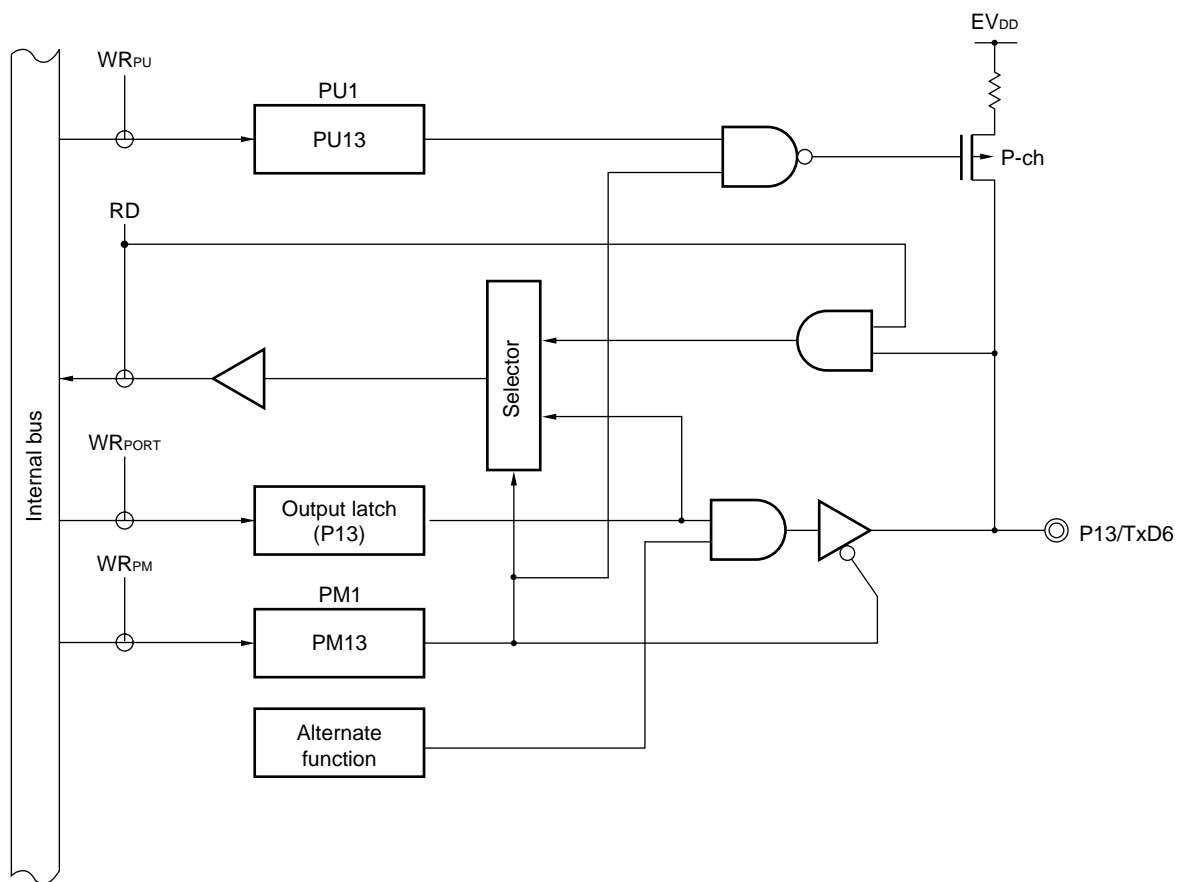 EVDD
WRPU
PU1
PU13
P-ch
RD
Selector
Internal bus
WRPORT
Output latch
(P13)
P13/TxD6
WRPM
PM1
PM13
Alternate
function